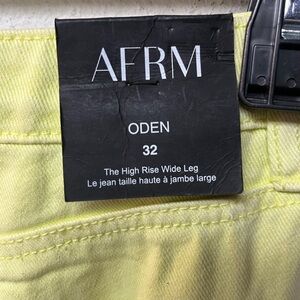 AFRM
ODEN
32
The High Rise Wide Leg
Le jean taille haute à jambe large